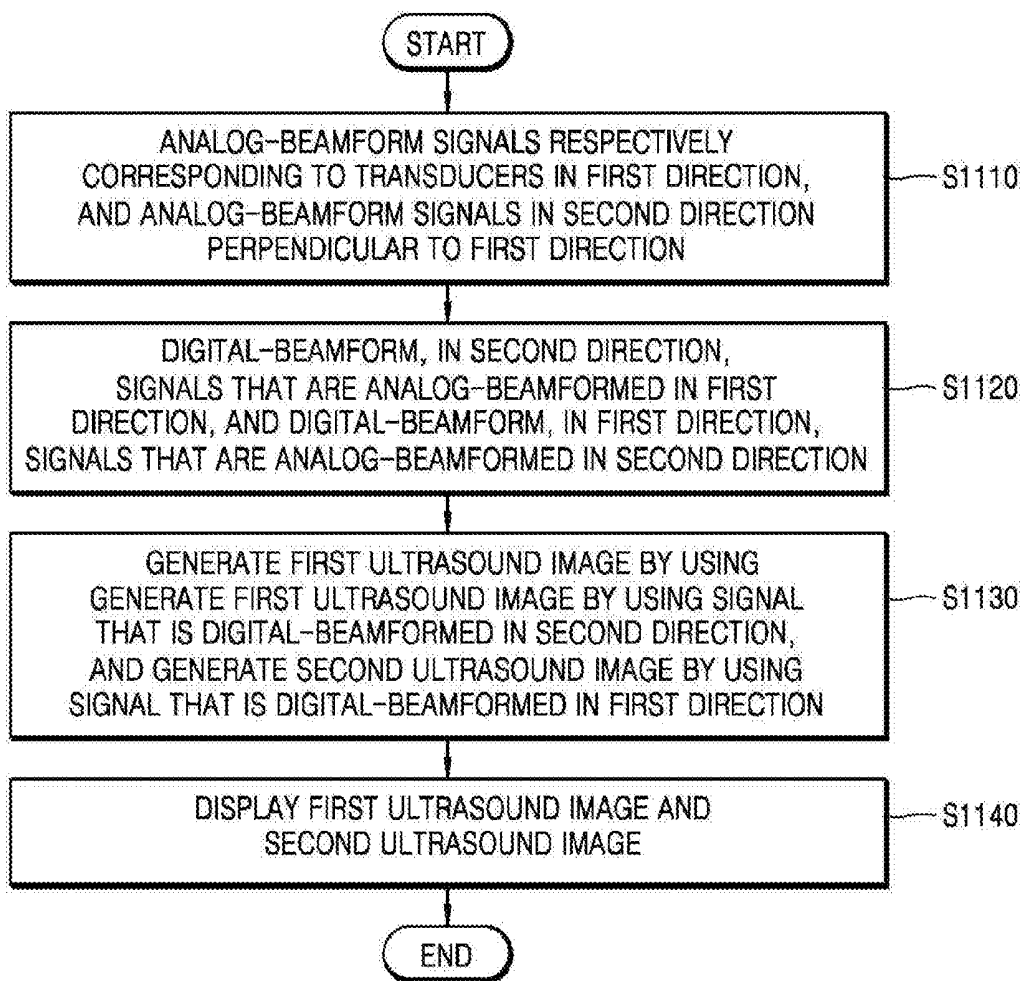 START
ANALOG-BEAMFORM SIGNALS RESPECTIVELY
CORRESPONDING TO TRANSDUCERS IN FIRST DIRECTION,
AND ANALOG-BEAMFORM SIGNALS IN SECOND DIRECTION
PERPENDICULAR TO FIRST DIRECTION
S1110
DIGITAL-BEAMFORM, IN SECOND DIRECTION,
SIGNALS THAT ARE ANALOG-BEAMFORMED IN FIRST
DIRECTION, AND DIGITAL-BEAMFORM, IN FIRST DIRECTION,
SIGNALS THAT ARE ANALOG-BEAMFORMED IN SECOND DIRECTION
S1120
GENERATE FIRST ULTRASOUND IMAGE BY USING
GENERATE FIRST ULTRASOUND IMAGE BY USING SIGNAL
THAT IS DIGITAL-BEAMFORMED IN SECOND DIRECTION,
AND GENERATE SECOND ULTRASOUND IMAGE BY USING
SIGNAL THAT IS DIGITAL-BEAMFORMED IN FIRST DIRECTION
S1130
DISPLAY FIRST ULTRASOUND IMAGE AND
SECOND ULTRASOUND IMAGE
S1140
END